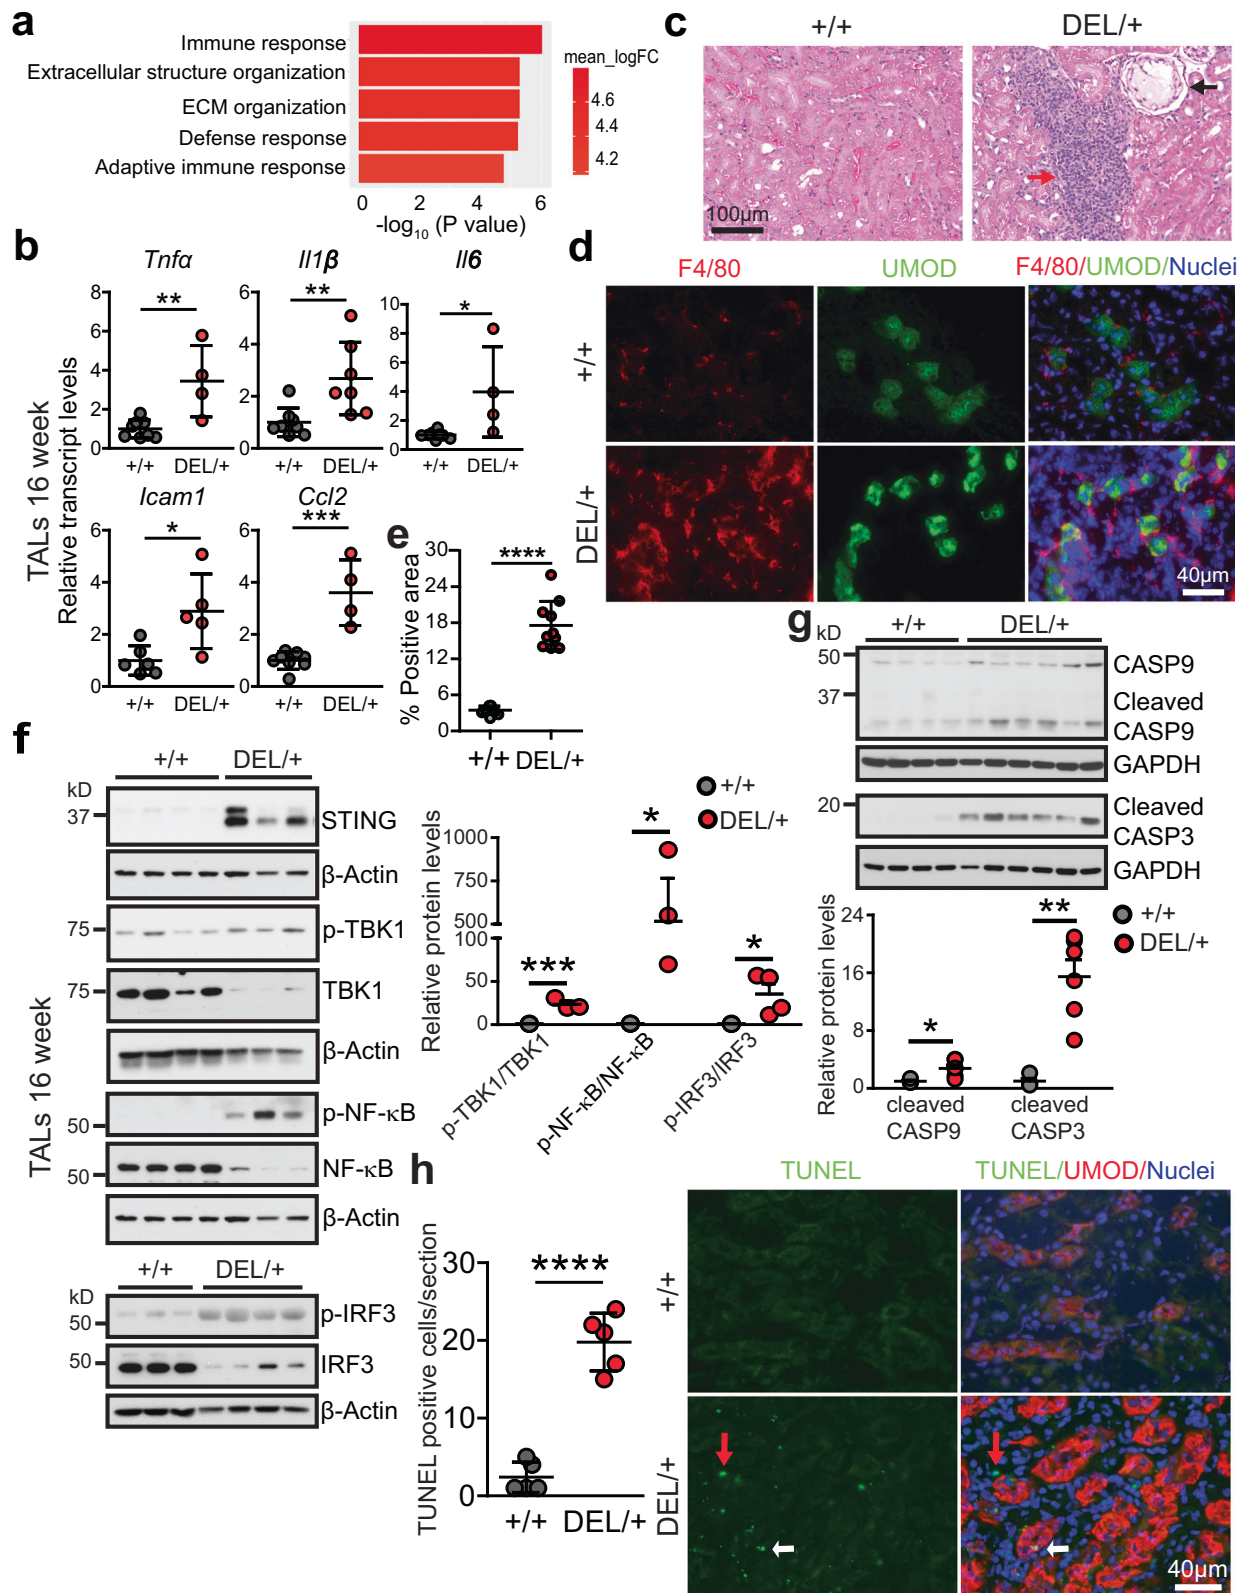 a
Immune response
Extracellular structure organization
ECM organization
Defense response
Adaptive immune response
0 2 4 6
-log10 (P value)
mean_logFC
4.6
4.4
4.2
b
TALs 16 week
Relative transcript levels
Tnfα
**
8
6
4
2
0
+/+ DEL/+
Il1β
**
6
4
2
0
+/+ DEL/+
Il6
*
10
8
6
4
2
0
+/+ DEL/+
Icam1
*
6
4
2
0
+/+ DEL/+
Ccl2
***
6
4
2
0
+/+ DEL/+
c
+/+ DEL/+
100µm
d
F4/80 UMOD F4/80/UMOD/Nuclei
+/+
DEL/+
40µm
e
% Positive area
****
30
24
18
12
6
0
+/+ DEL/+
f
TALs 16 week
+/+ DEL/+
kD
37
STING
β-Actin
75
p-TBK1
75
TBK1
β-Actin
50
p-NF-κB
50
NF-κB
β-Actin
+/+ DEL/+
kD
50
p-IRF3
50
IRF3
β-Actin
Relative protein levels
+/+
DEL/+
1000
750
500
100
50
0
***
*
*
p-TBK1/TBK1
p-NF-κB/NF-κB
p-IRF3/IRF3
g
+/+ DEL/+
kD
50
CASP9
37
Cleaved
CASP9
GAPDH
20
Cleaved
CASP3
GAPDH
Relative protein levels
+/+
DEL/+
24
16
8
0
*
**
cleaved
CASP9
cleaved
CASP3
h
TUNEL positive cells/section
****
30
20
10
0
+/+ DEL/+
TUNEL TUNEL/UMOD/Nuclei
+/+
DEL/+
40µm